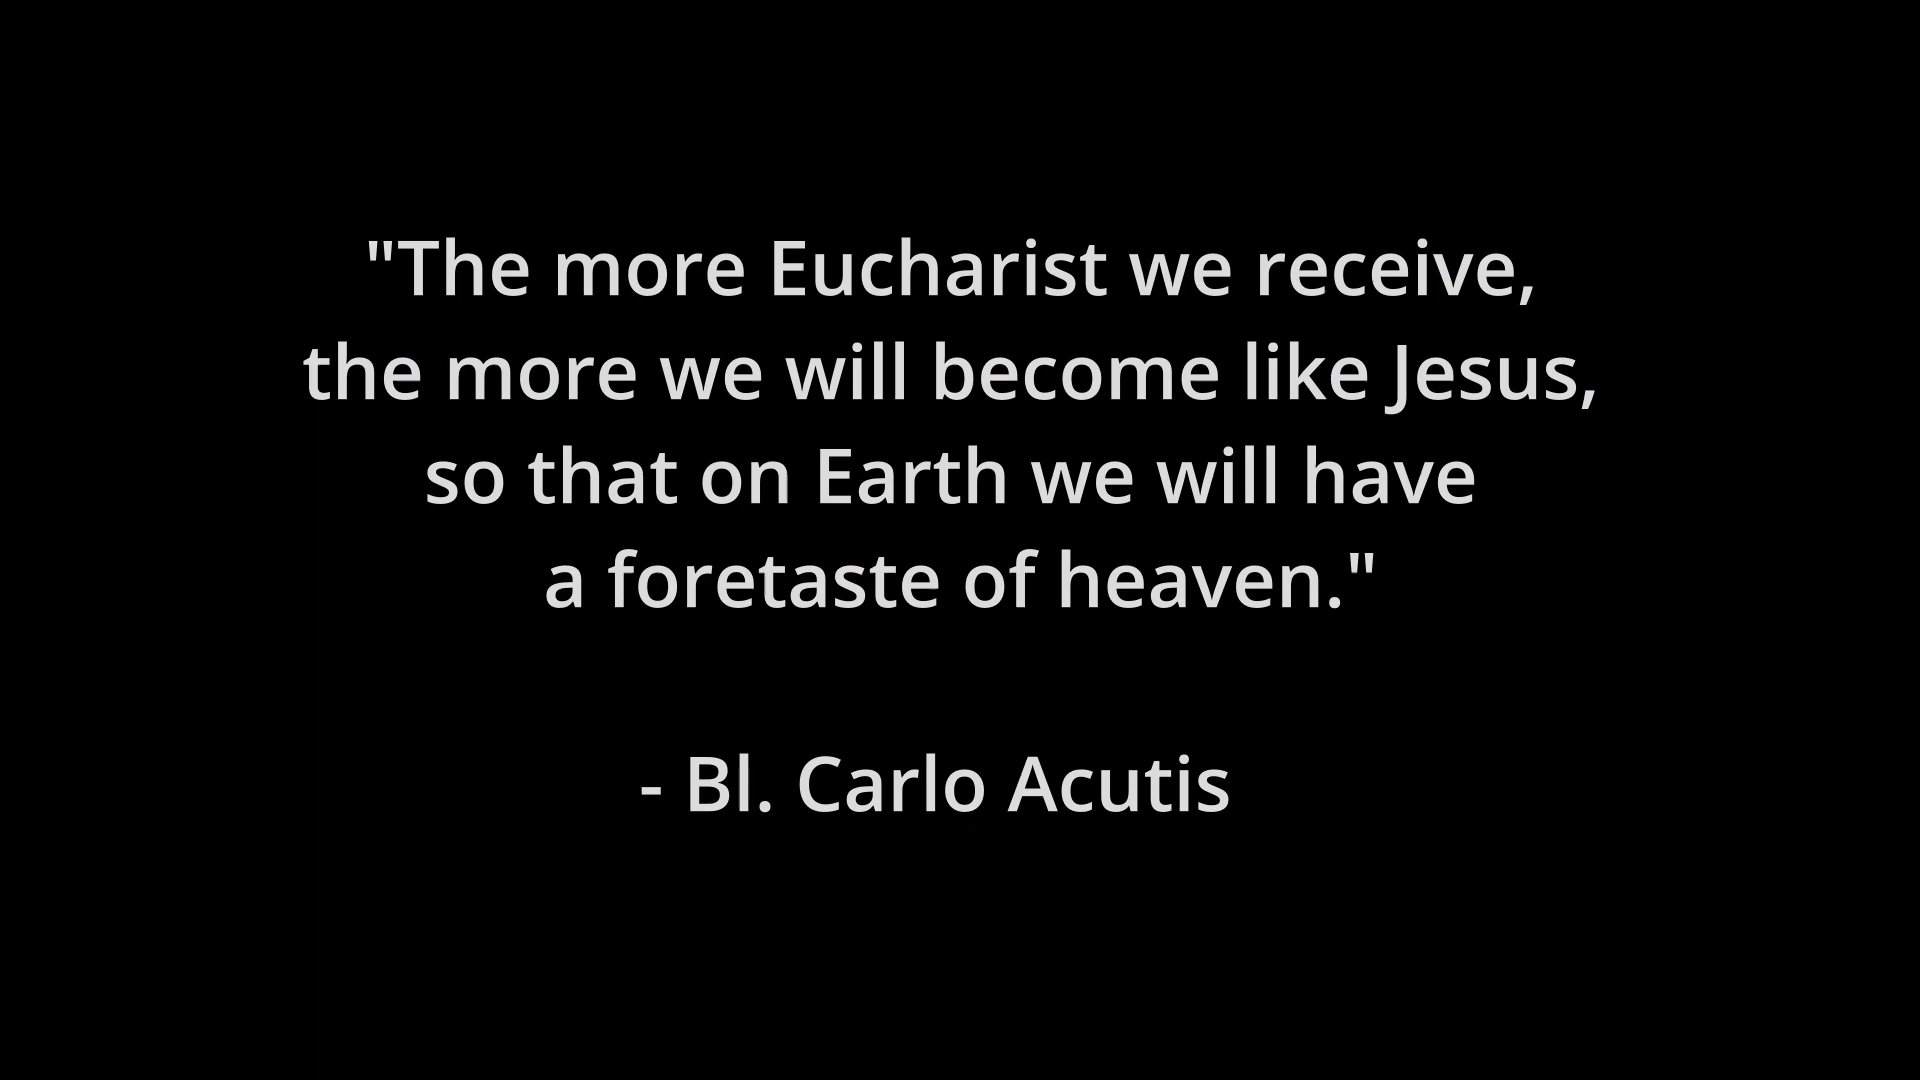 "The more Eucharist we receive,
the more we will become like Jesus,
so that on Earth we will have
a foretaste of heaven."
- Bl. Carlo Acutis